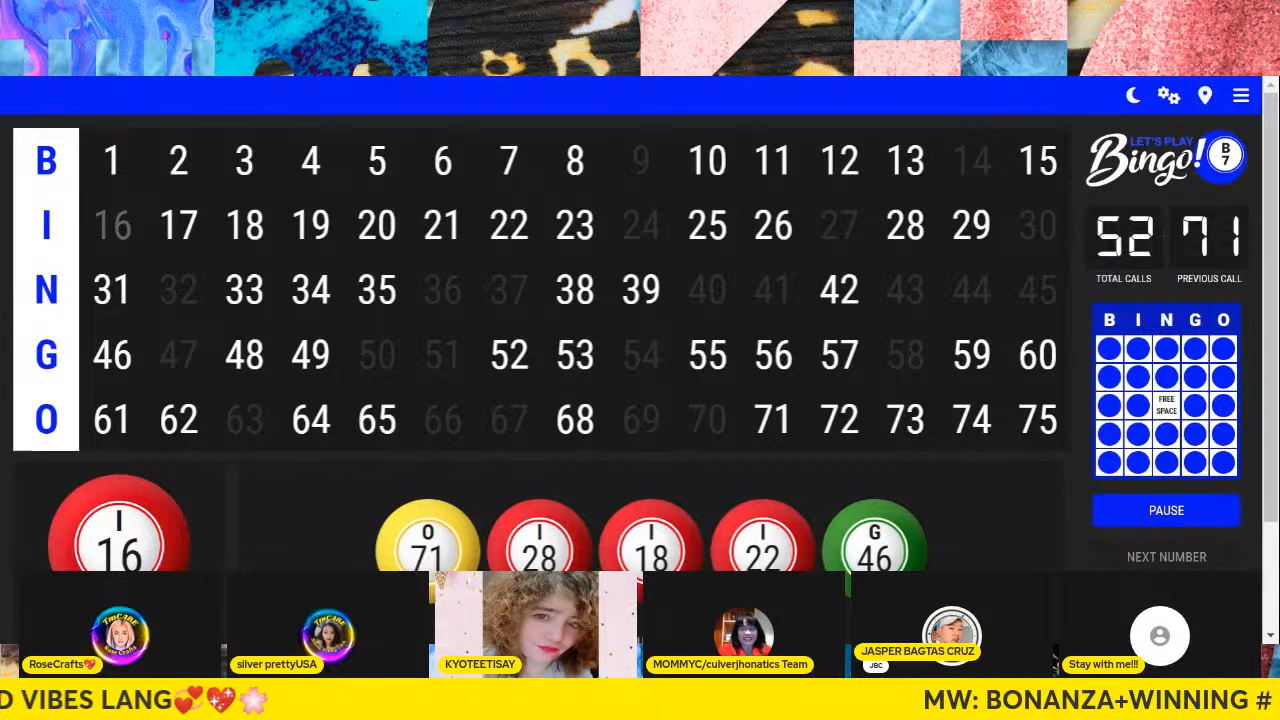 B 1 2 3 4 5 6 7 8 9 10 11 12 13 14 15
I 16 17 18 19 20 21 22 23 24 25 26 27 28 29 30
N 31 32 33 34 35 36 37 38 39 40 41 42 43 44 45
G 46 47 48 49 50 51 52 53 54 55 56 57 58 59 60
O 61 62 63 64 65 66 67 68 69 70 71 72 73 74 75
LET'S PLAY
Bingo!
B
7
52 71
TOTAL CALLS PREVIOUS CALL
B I N G O
FREE
SPACE
PAUSE
NEXT NUMBER
I
16
O
71
I
28
I
18
I
22
G
46
TmCARE
Rose Crafts
TmCARE
RoseCrafts💖
silver prettyUSA
KYOTEETISAY
MOMMYC/culverjhonatics Team
JASPER BAGTAS CRUZ
JBC
Stay with me!!!
D VIBES LANG💞💖🌸 MW: BONANZA+WINNING #